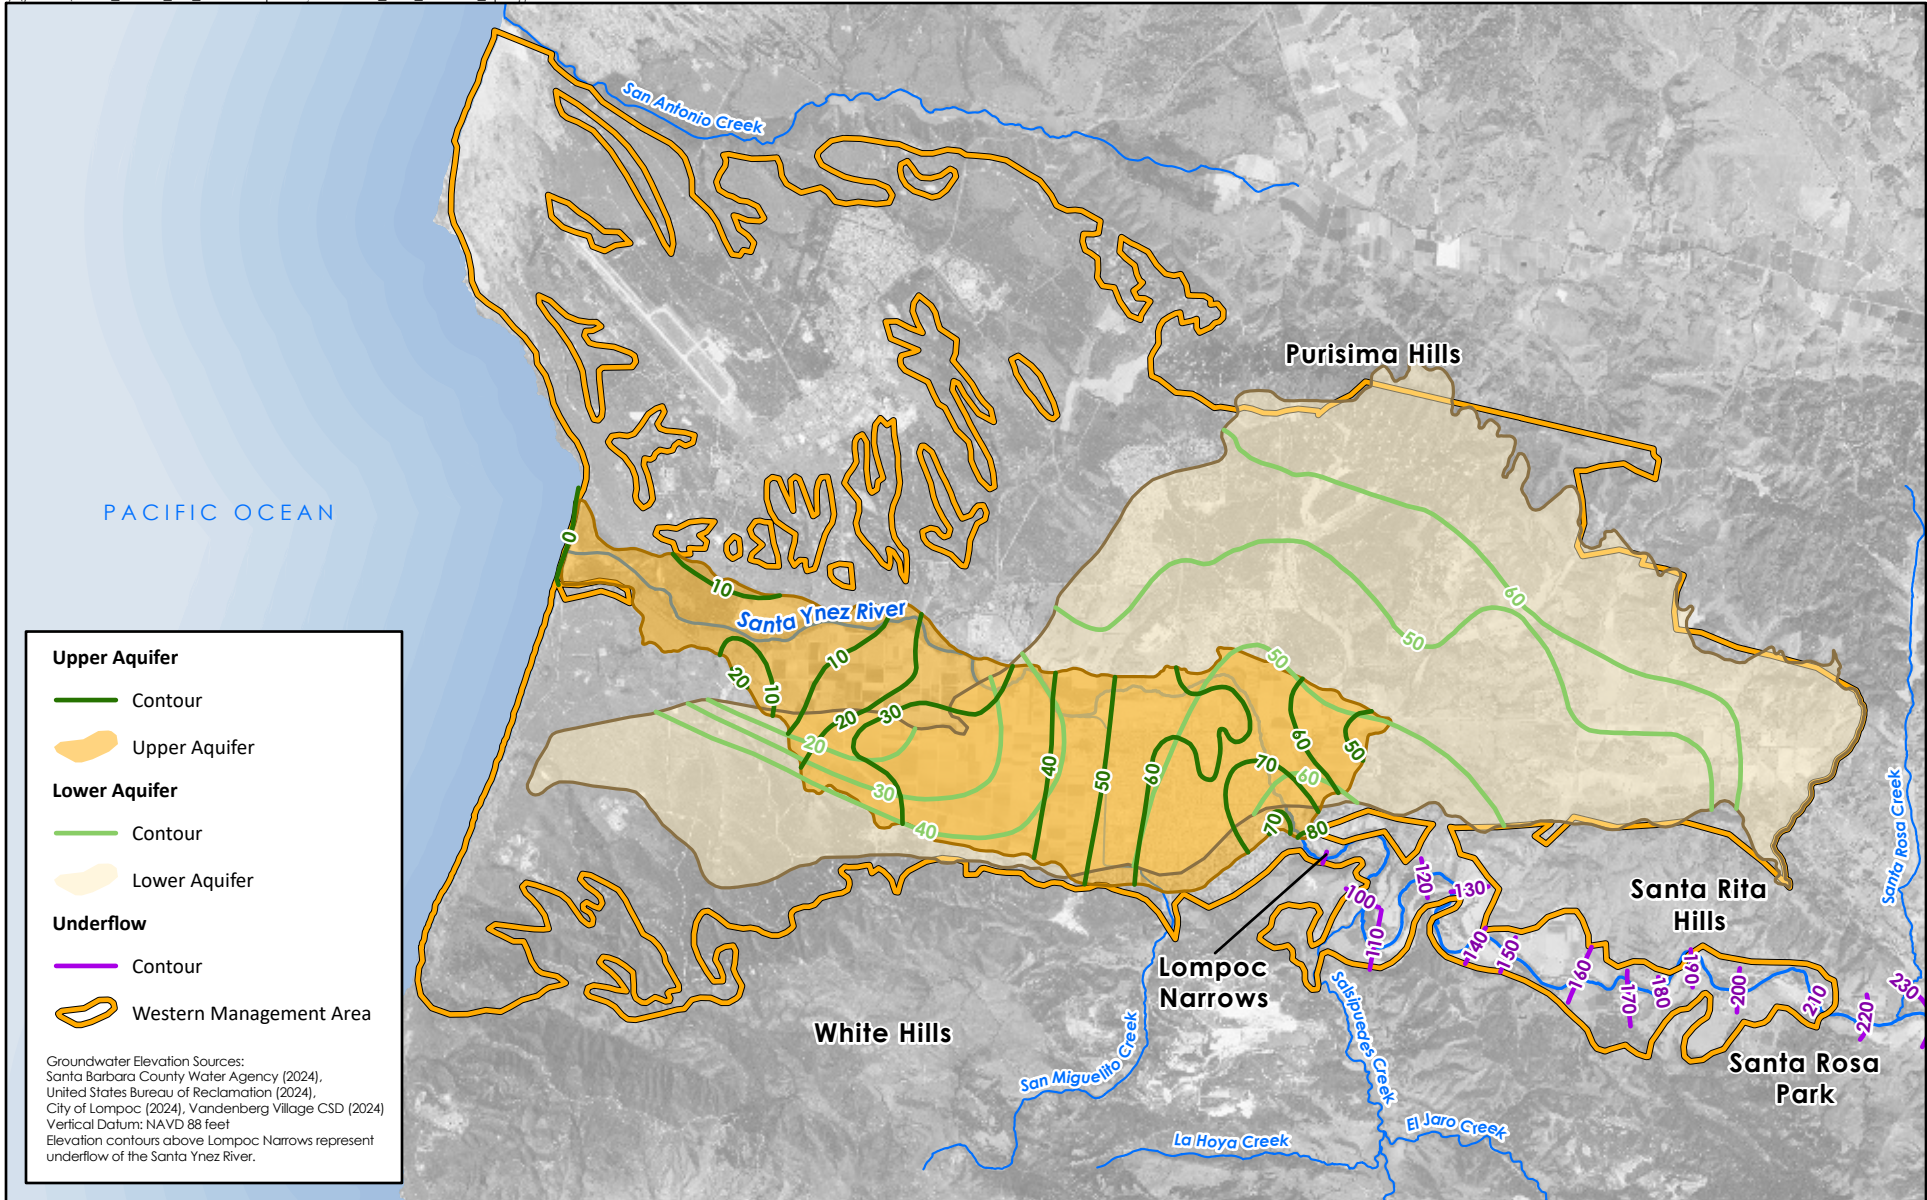 San Antonio Creek
Purisima Hills
PACIFIC OCEAN
0
10
Santa Ynez River
60
50
50
10
20
10
20
30
20
30
40
40
50
60
60
50
70
60
70
80
Upper Aquifer
Contour
Upper Aquifer
Lower Aquifer
Contour
Lower Aquifer
Underflow
Contour
Western Management Area
Groundwater Elevation Sources:
Santa Barbara County Water Agency (2024),
United States Bureau of Reclamation (2024),
City of Lompoc (2024), Vandenberg Village CSD (2024)
Vertical Datum: NAVD 88 feet
Elevation contours above Lompoc Narrows represent
underflow of the Santa Ynez River.
Santa Rosa Creek
100
110
120
130
140
150
160
170
180
190
200
210
220
230
Santa Rita
Hills
Lompoc
Narrows
White Hills
Santa Rosa
Park
San Miguelito Creek
Salsipuedes Creek
La Hoya Creek
El Jaro Creek